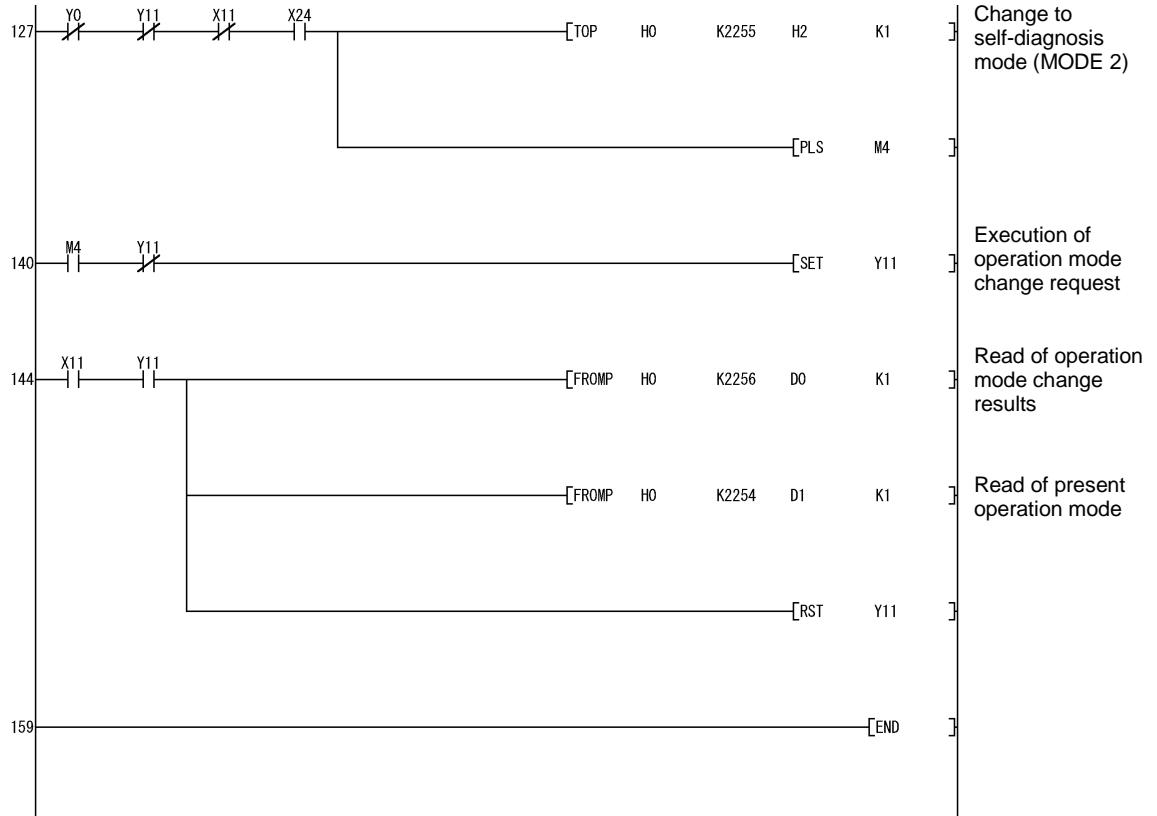 Y0 Y11 X11 X24
127 [TOP H0 K2255 H2 K1 ]
Change to
self-diagnosis
mode (MODE 2)
[PLS M4 ]
M4 Y11
140 [SET Y11 ]
Execution of
operation mode
change request
X11 Y11
144 [FROMP H0 K2256 D0 K1 ]
Read of operation
mode change
results
[FROMP H0 K2254 D1 K1 ]
Read of present
operation mode
[RST Y11 ]
159 [END ]